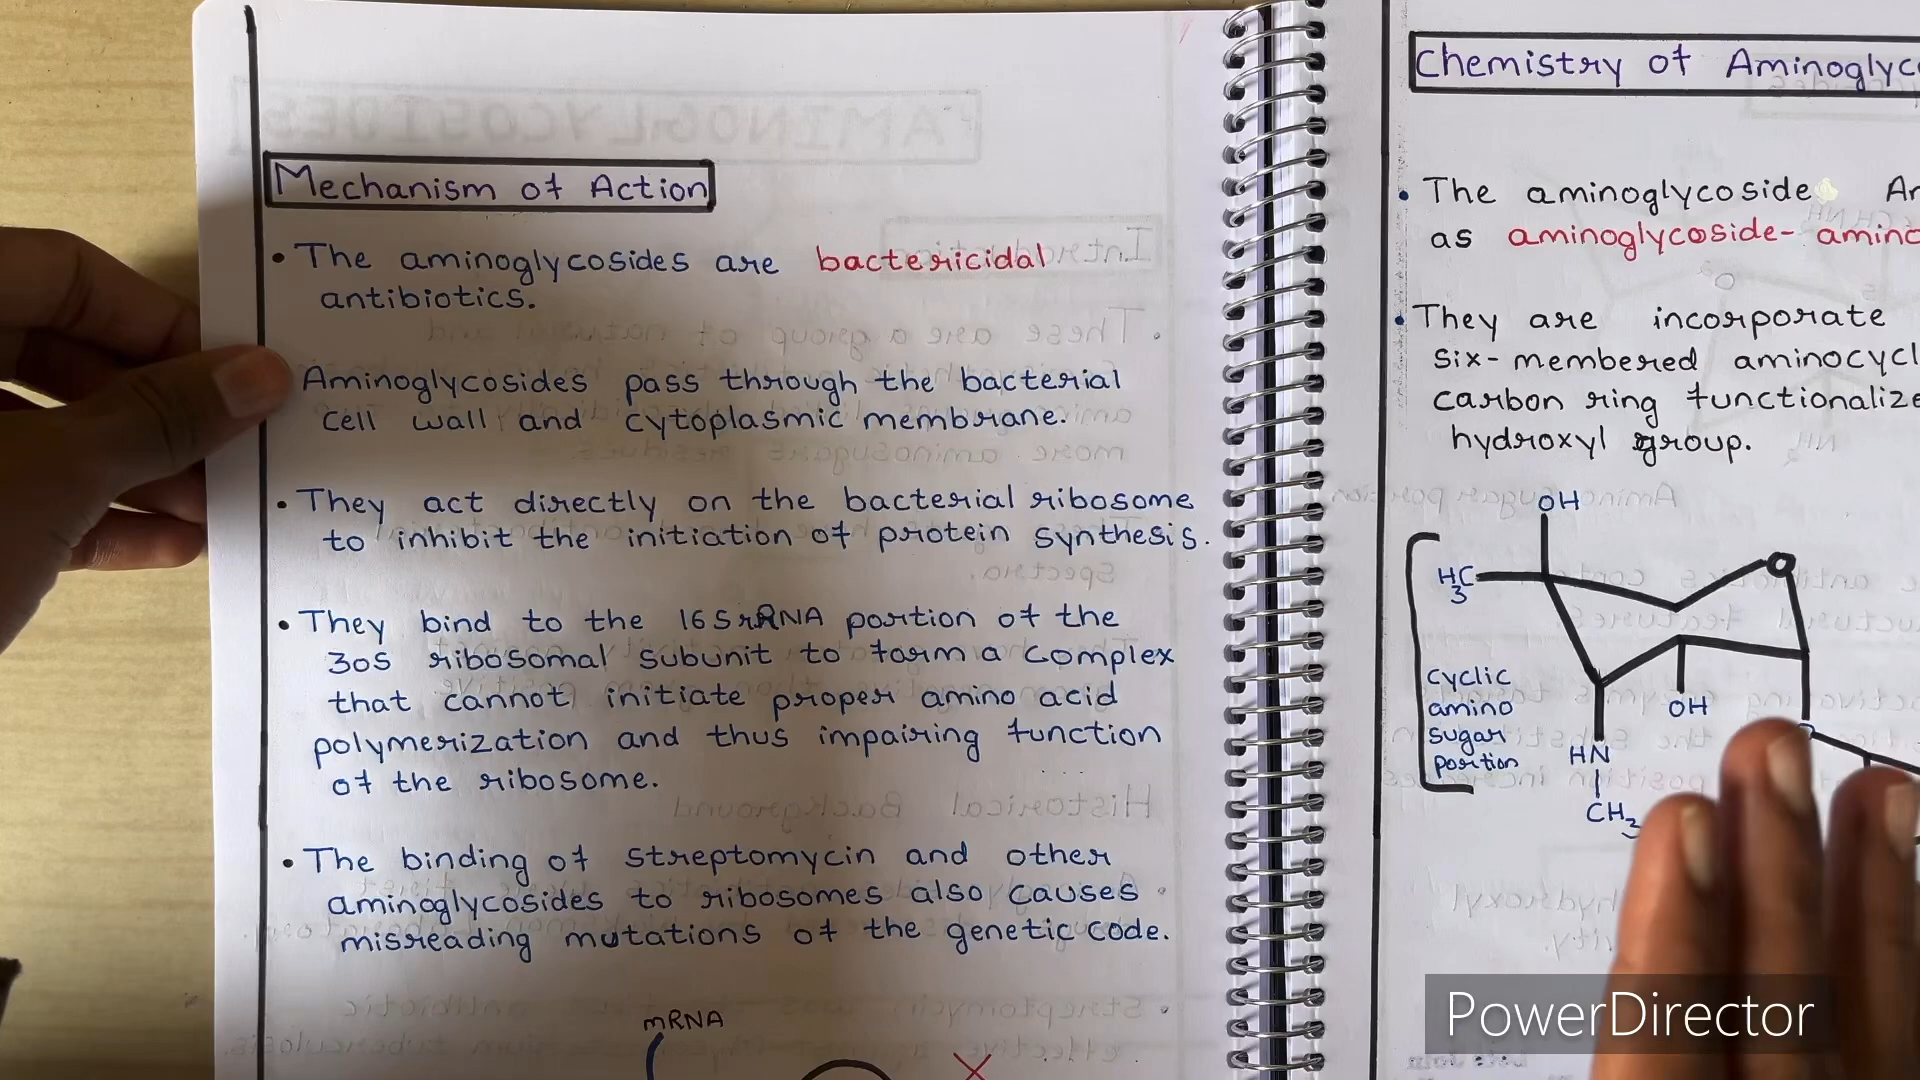 Mechanism of Action
• The aminoglycosides are bactericidal
antibiotics.
Aminoglycosides pass through the bacterial
cell wall and cytoplasmic membrane.
• They act directly on the bacterial ribosome
to inhibit the initiation of protein synthesis.
• They bind to the 16SrRNA portion of the
30S ribosomal subunit to form a complex
that cannot initiate proper amino acid
polymerization and thus impairing function
of the ribosome.
• The binding of streptomycin and other
aminoglycosides to ribosomes also causes
misreading mutations of the genetic code.
mRNA
Chemistry of
• The aminoglycoside
as aminoglycoside-
• They are incorporate
six-membered
carbon ring
hydroxyl group.
OH
H3C
O
cyclic
amino
sugar
portion
OH
HN
CH3
PowerDirector